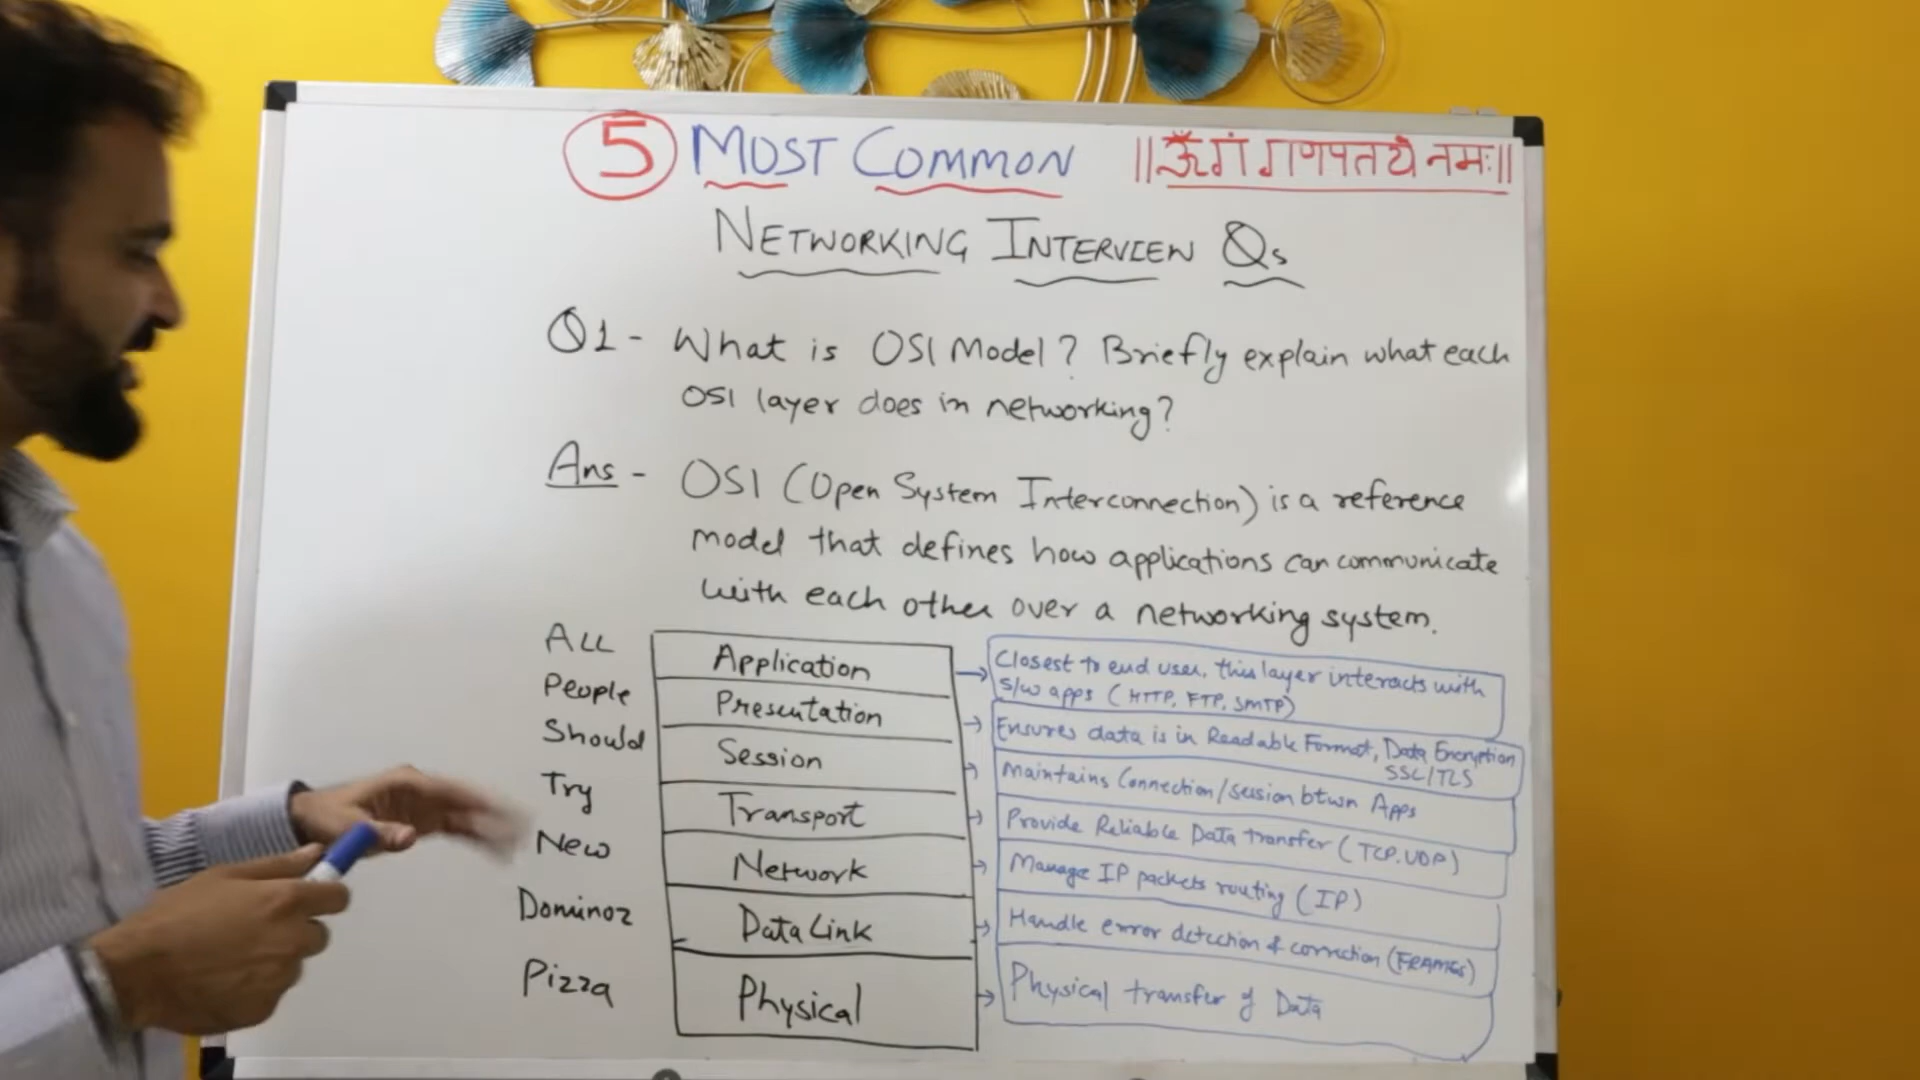 5 MOST COMMON
||ॐ गं गणपतये नमः||
NETWORKING INTERVIEW Qs
Q1 - What is OSI Model? Briefly explain what each
OSI layer does in networking?
Ans - OSI (Open System Interconnection) is a reference
model that defines how applications can communicate
with each other over a networking system.
ALL
Application
Closest to end user, this layer interacts with
S/w apps (HTTP, FTP, SMTP)
People
Presentation
Ensures data is in Readable Format, Data Encryption
SSL/TLS
Should
Session
Maintains Connection/session btwn Apps
Try
Transport
Provide Reliable Data transfer (TCP.UDP)
New
Network
Manage IP packets routing (IP)
Dominoz
Data Link
Handle error detection & correction (FRAMES)
Pizza
Physical
Physical transfer of Data